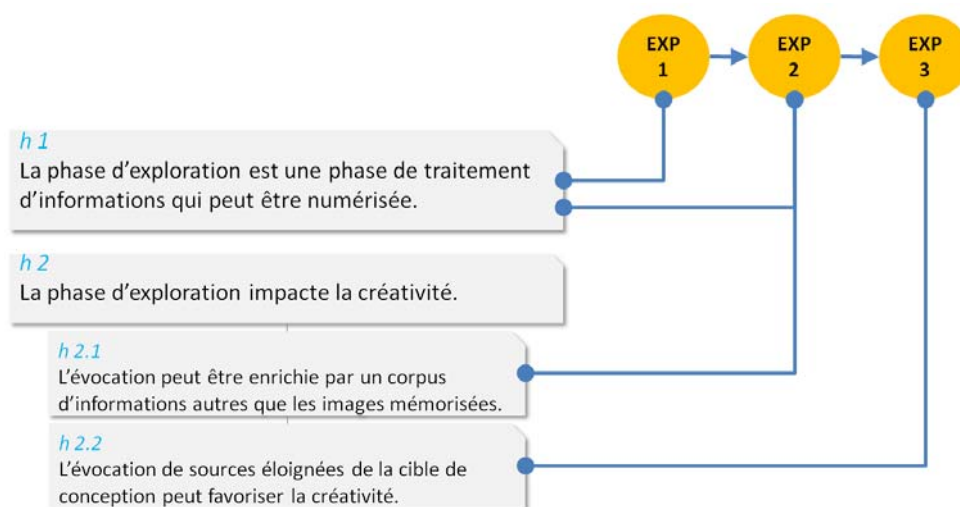 EXP
1
EXP
2
EXP
3
h 1
La phase d’exploration est une phase de traitement
d’informations qui peut être numérisée.
h 2
La phase d’exploration impacte la créativité.
h 2.1
L’évocation peut être enrichie par un corpus
d’informations autres que les images mémorisées.
h 2.2
L’évocation de sources éloignées de la cible de
conception peut favoriser la créativité.